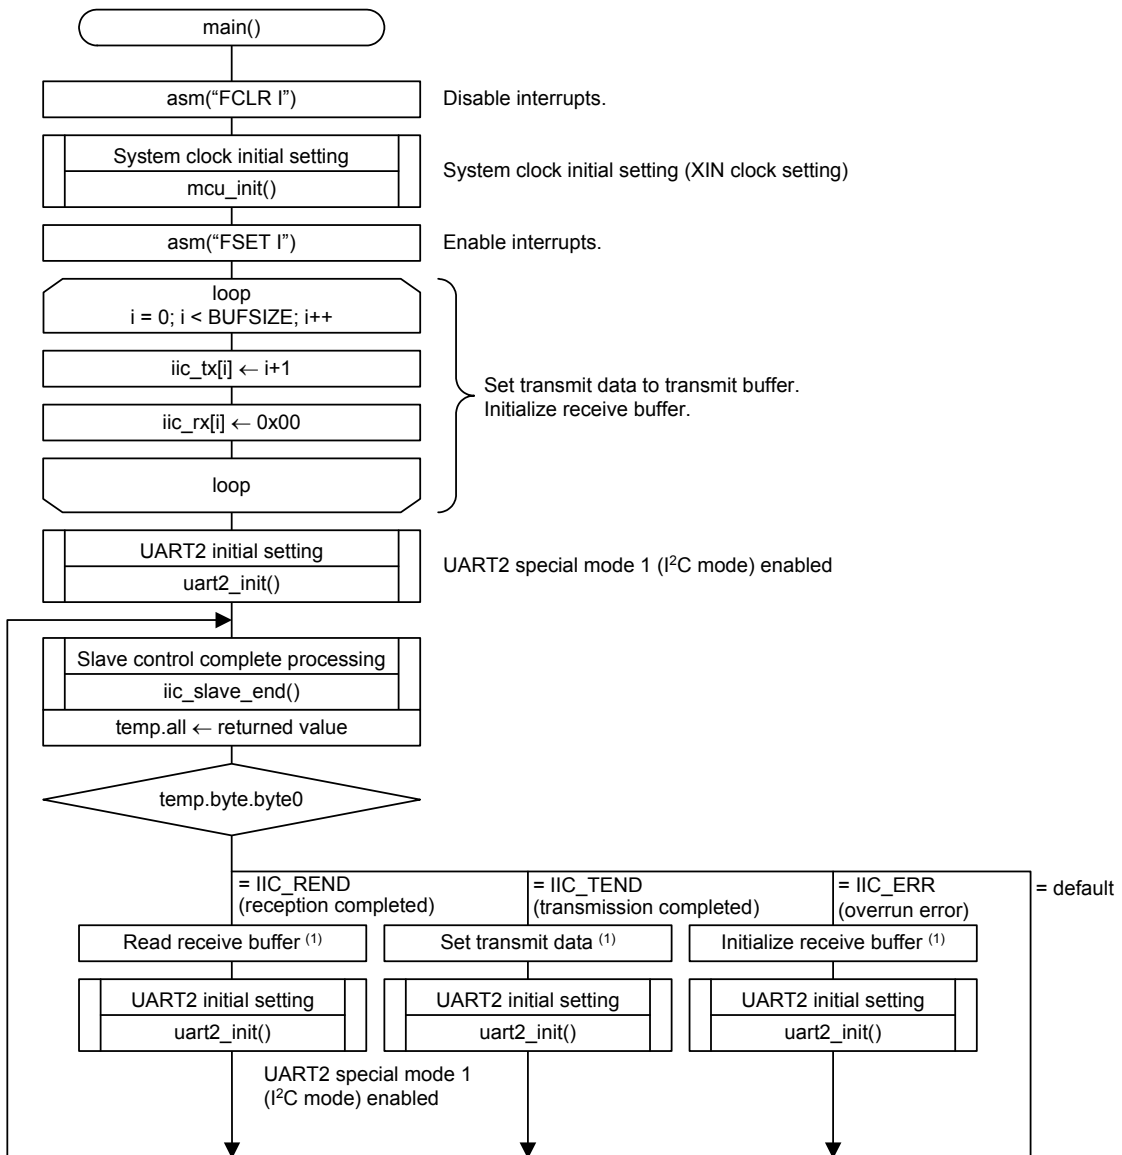 main()
asm(“FCLR I”)
Disable interrupts.
System clock initial setting
mcu_init()
System clock initial setting (XIN clock setting)
asm(“FSET I”)
Enable interrupts.
loop
i = 0; i < BUFSIZE; i++
iic_tx[i] ← i+1
iic_rx[i] ← 0x00
loop
Set transmit data to transmit buffer.
Initialize receive buffer.
UART2 initial setting
uart2_init()
UART2 special mode 1 (I²C mode) enabled
Slave control complete processing
iic_slave_end()
temp.all ← returned value
temp.byte.byte0
= IIC_REND
(reception completed)
= IIC_TEND
(transmission completed)
= IIC_ERR
(overrun error)
= default
Read receive buffer (1)
Set transmit data (1)
Initialize receive buffer (1)
UART2 initial setting
uart2_init()
UART2 initial setting
uart2_init()
UART2 initial setting
uart2_init()
UART2 special mode 1
(I²C mode) enabled